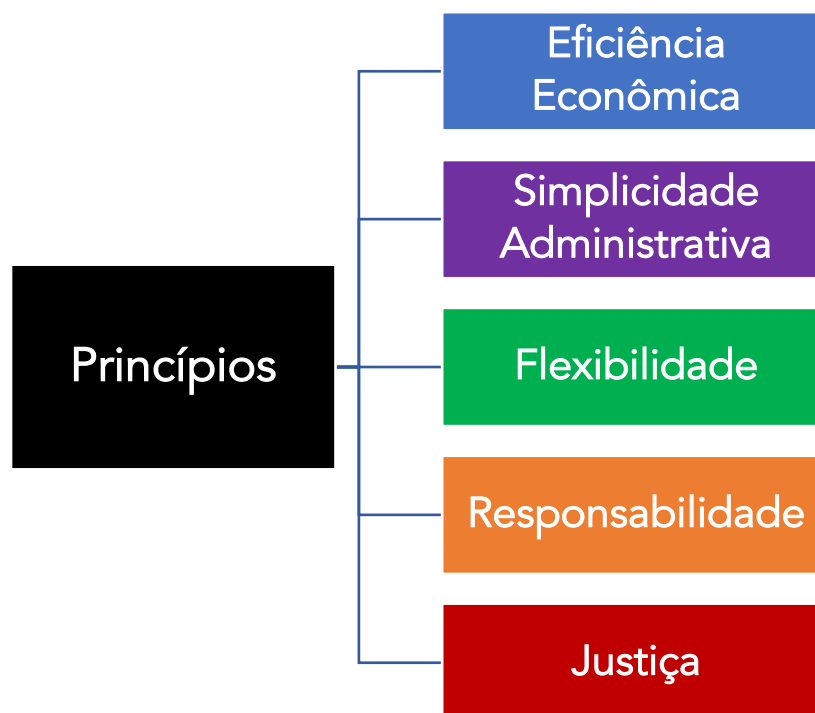 Princípios
Eficiência
Econômica
Simplicidade
Administrativa
Flexibilidade
Responsabilidade
Justiça